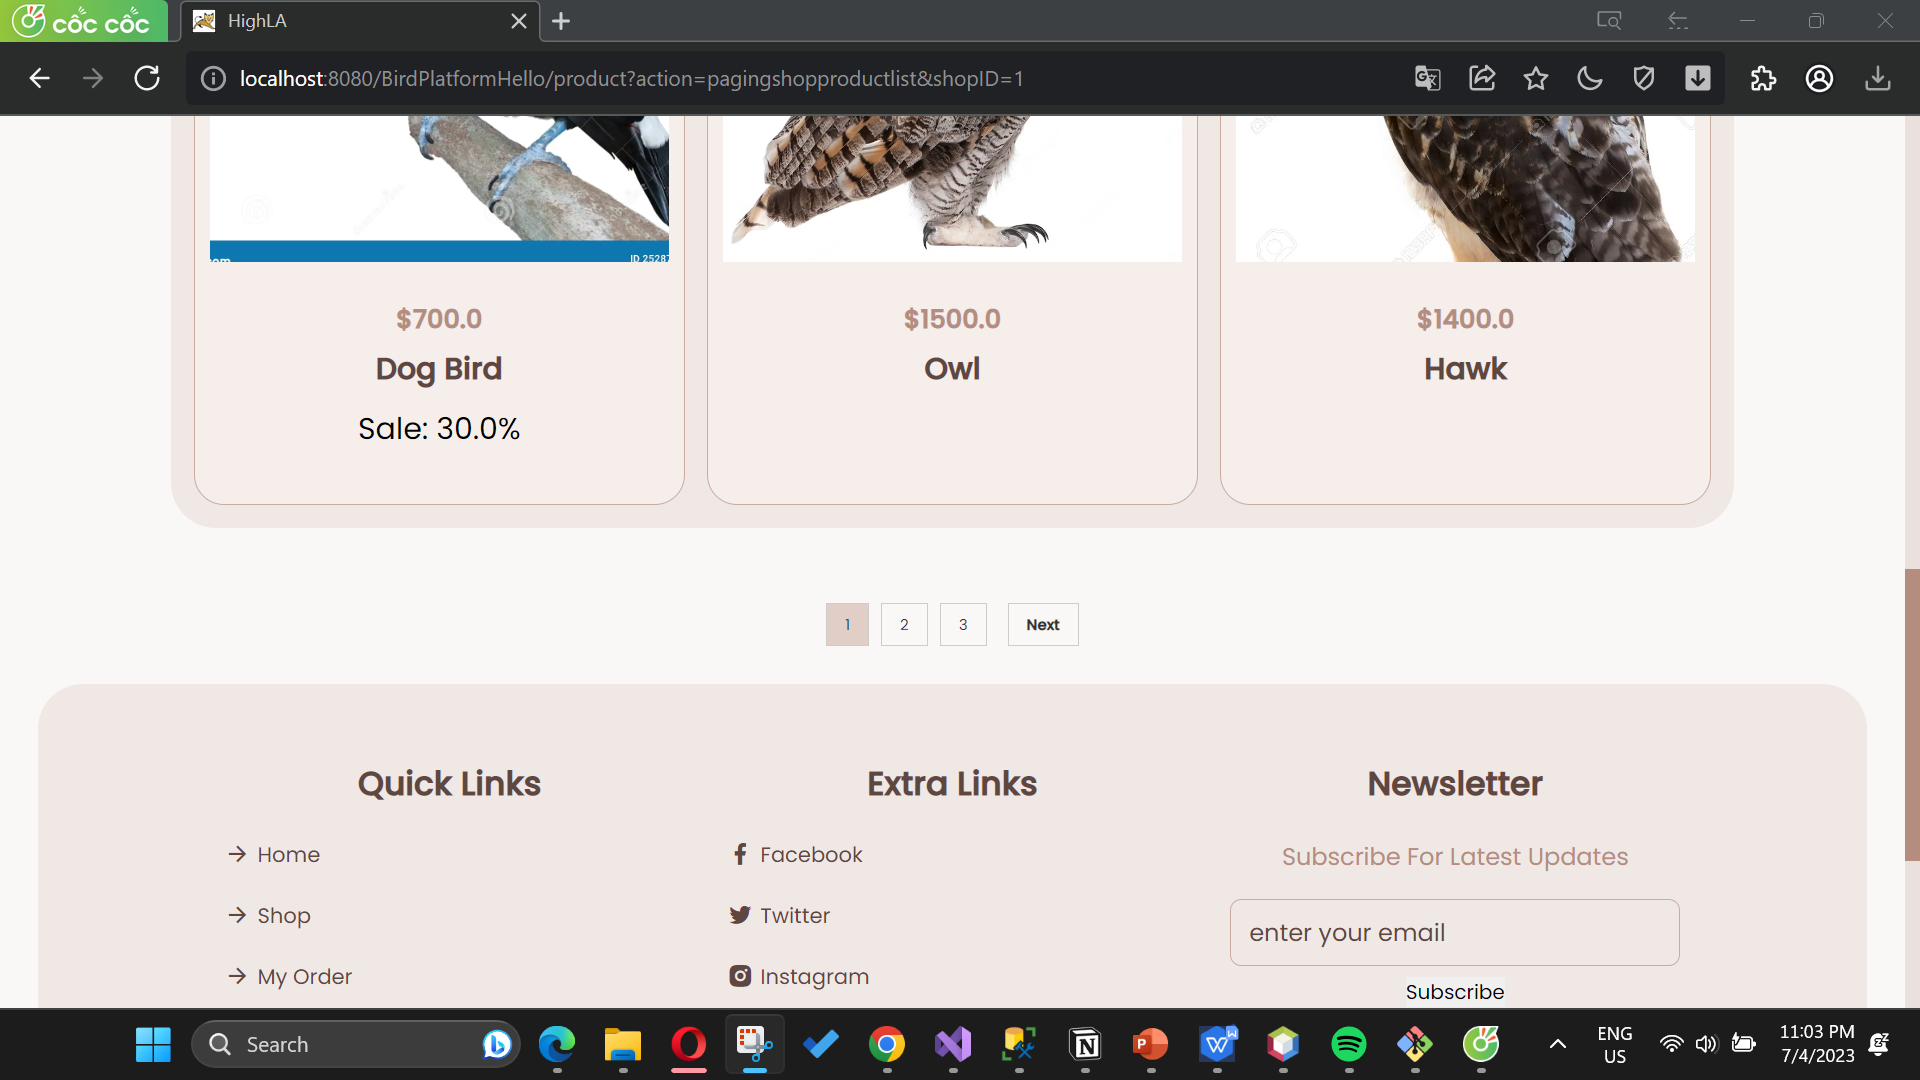 cốc cốc
HighLA
localhost:8080/BirdPlatformHello/product?action=pagingshopproductlist&shopID=1
ID 25287
$700.0
Dog Bird
Sale: 30.0%
$1500.0
Owl
$1400.0
Hawk
1 2 3 Next
Quick Links
Home
Shop
My Order
Extra Links
Facebook
Twitter
Instagram
Newsletter
Subscribe For Latest Updates
enter your email
Subscribe
Search
ENG
US
11:03 PM
7/4/2023